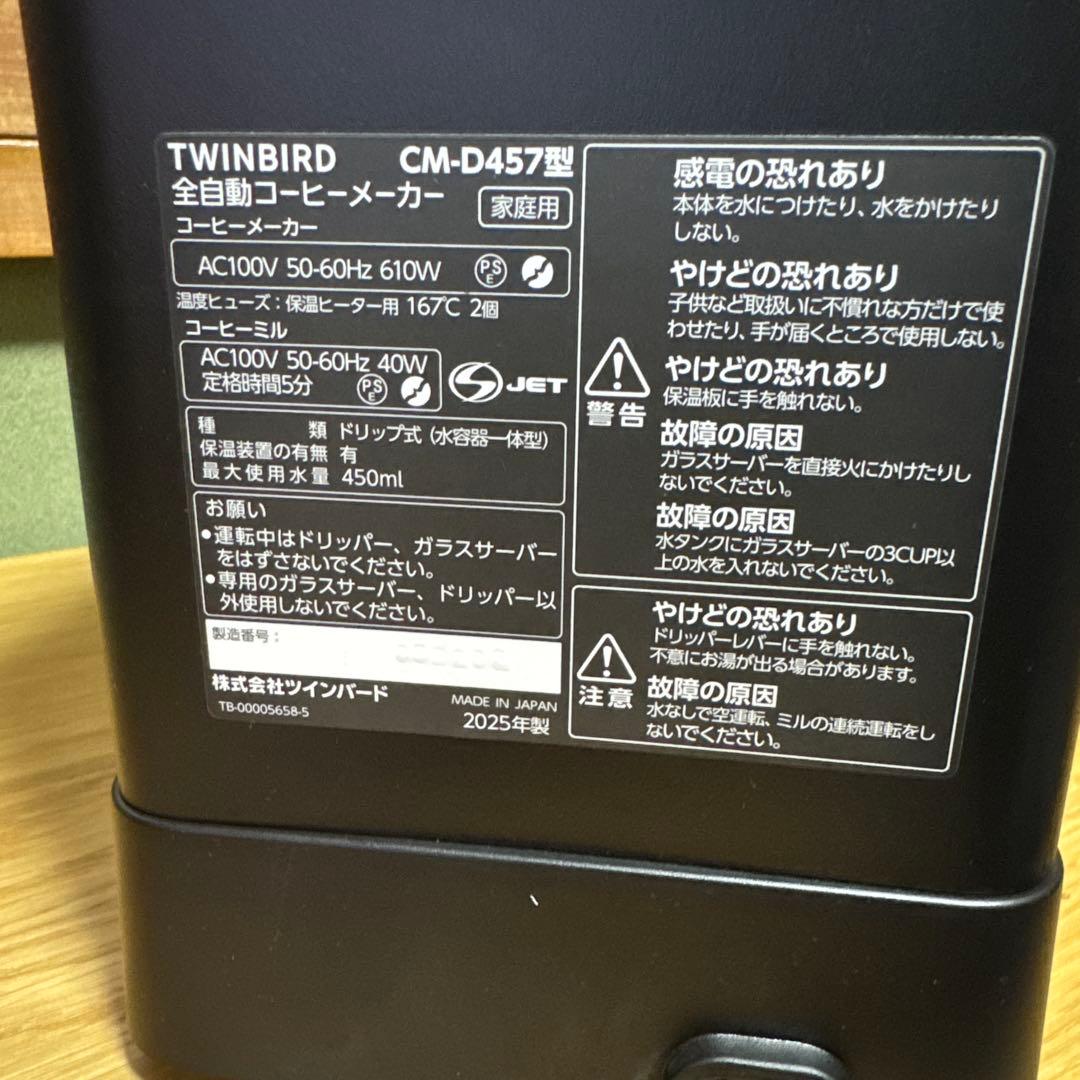 TWINBIRD CM-D457型
全自動コーヒーメーカー 家庭用
コーヒーメーカー
AC100V 50-60Hz 610W PSE
温度ヒューズ：保温ヒーター用 167℃ 2個
コーヒーミル
AC100V 50-60Hz 40W
定格時間5分 PSE
JET
種類 ドリップ式（水容器一体型）
保温装置の有無 有
最大使用水量 450ml
お願い
●運転中はドリッパー、ガラスサーバー
をはずさないでください。
●専用のガラスサーバー、ドリッパー以
外使用しないでください。
製造番号：
株式会社ツインバード
MADE IN JAPAN
TB-00005658-5
2025年製
警告
感電の恐れあり
本体を水につけたり、水をかけたり
しない。
やけどの恐れあり
子供など取扱いに不慣れな方だけで使
わせたり、手が届くところで使用しない。
やけどの恐れあり
保温板に手を触れない。
故障の原因
ガラスサーバーを直接火にかけたりし
ないでください。
故障の原因
水タンクにガラスサーバーの3CUP以
上の水を入れないでください。
注意
やけどの恐れあり
ドリッパーレバーに手を触れない。
不意にお湯が出る場合があります。
故障の原因
水なしで空運転、ミルの連続運転をし
ないでください。